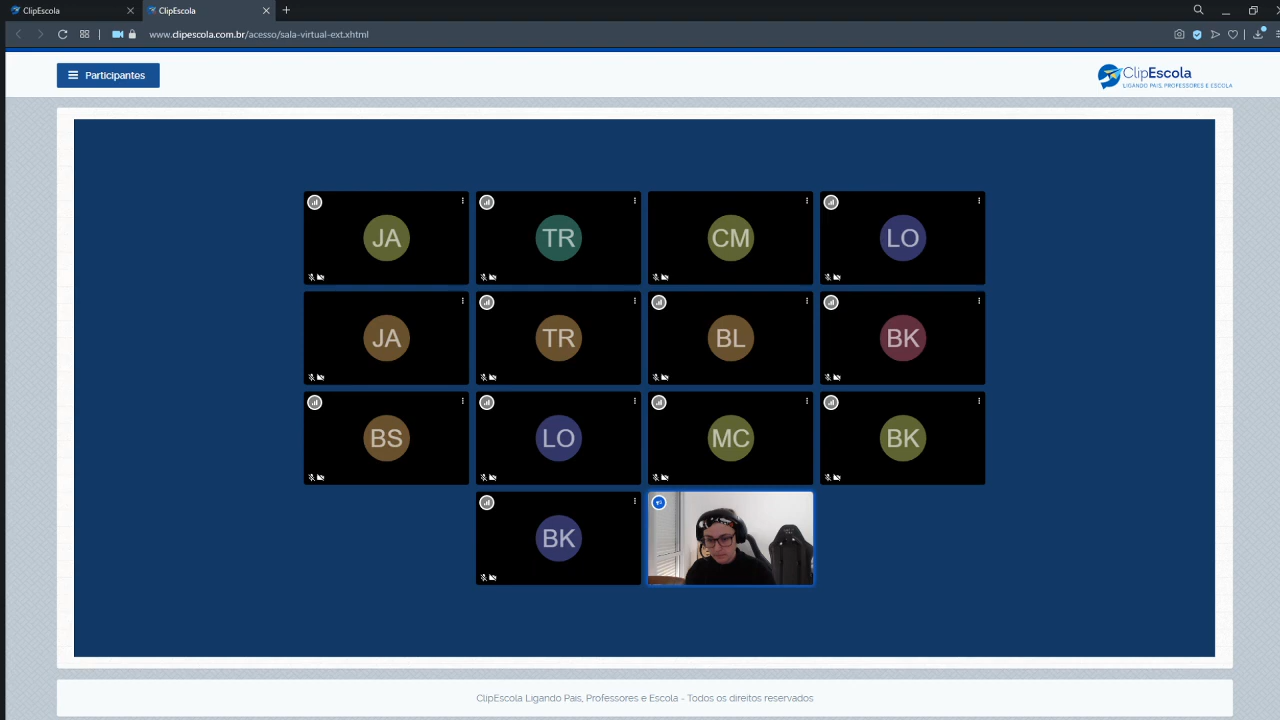 ClipEscola
ClipEscola
www.clipescola.com.br/acesso/sala-virtual-ext.xhtml
Participantes
ClipEscola
LIGANDO PAIS, PROFESSORES E ESCOLA
JA
TR
CM
LO
JA
TR
BL
BK
BS
LO
MC
BK
BK
ClipEscola Ligando Pais, Professores e Escola - Todos os direitos reservados